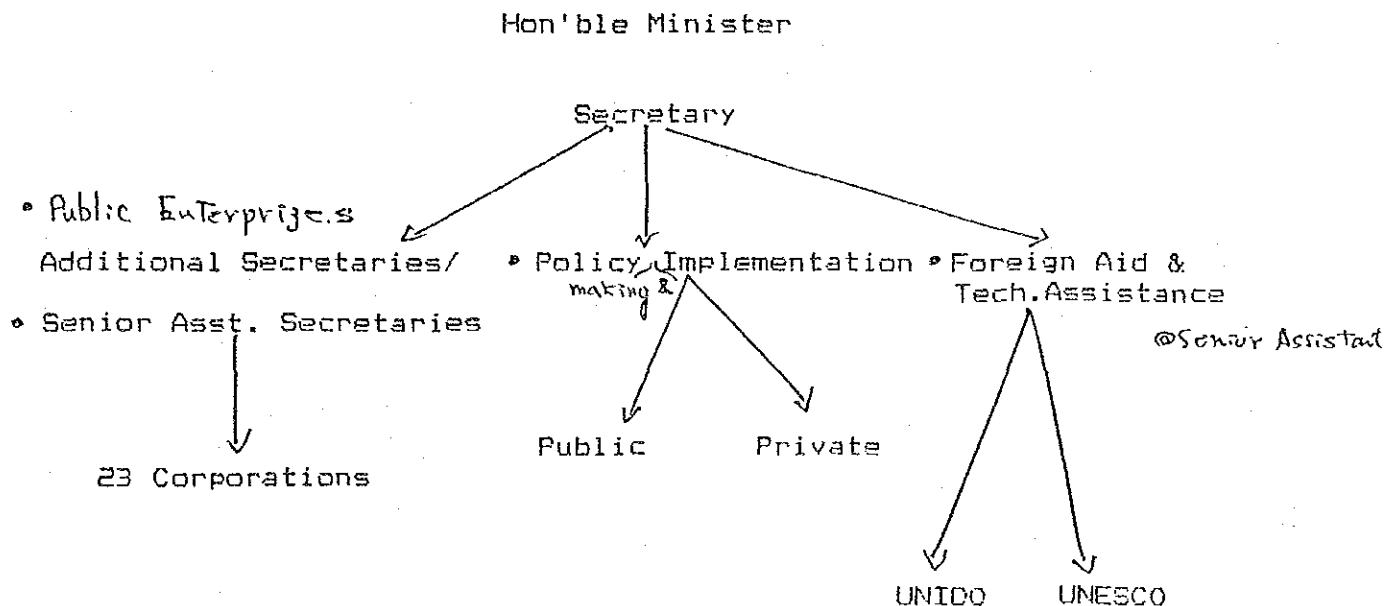 Hon'ble Minister
Secretary
• Public Enterprizes
Additional Secretaries/
• Senior Asst. Secretaries
23 Corporations
• Policy Implementation
making &
Public Private
• Foreign Aid &
Tech.Assistance
@Senior Assistant
UNIDO UNESCO